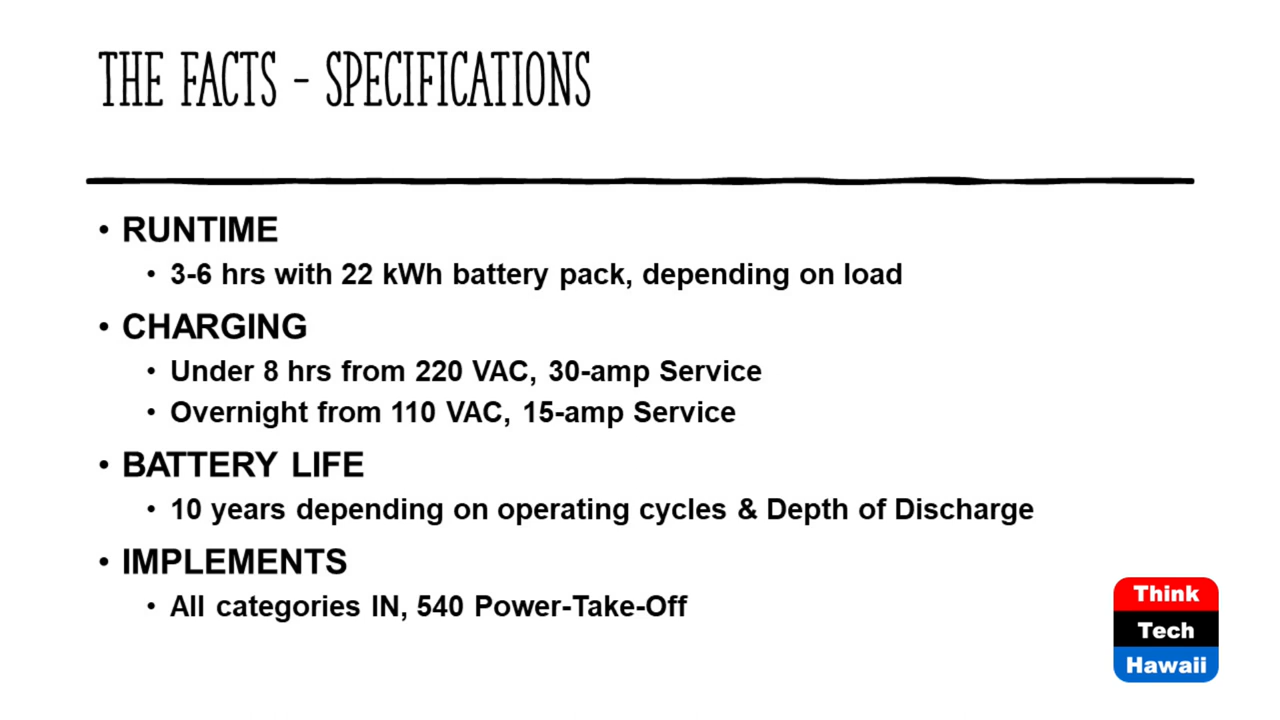 THE FACTS - SPECIFICATIONS
• RUNTIME
• 3-6 hrs with 22 kWh battery pack, depending on load
• CHARGING
• Under 8 hrs from 220 VAC, 30-amp Service
• Overnight from 110 VAC, 15-amp Service
• BATTERY LIFE
• 10 years depending on operating cycles & Depth of Discharge
• IMPLEMENTS
• All categories IN, 540 Power-Take-Off
Think
Tech
Hawaii